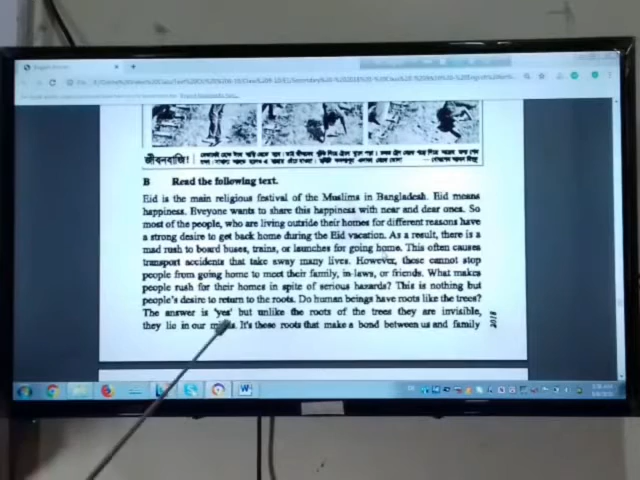 জীবনবাজি!
B Read the following text.
Eid is the main religious festival of the Muslims in Bangladesh. Eid means
happiness. Eveyone wants to share this happiness with near and dear ones. So
most of the people, who are living outside their homes for different reasons have
a strong desire to get back home during the Eid vacation. As a result, there is a
mad rush to board buses, trains, or launches for going home. This often causes
transport accidents that take away many lives. However, these cannot stop
people from going home to meet their family, in-laws, or friends. What makes
people rush for their homes in spite of serious hazards? This is nothing but
people's desire to return to the roots. Do human beings have roots like the trees?
The answer is 'yes' but unlike the roots of the trees they are invisible,
they lie in our It's these roots that make a bond between us and family
2018